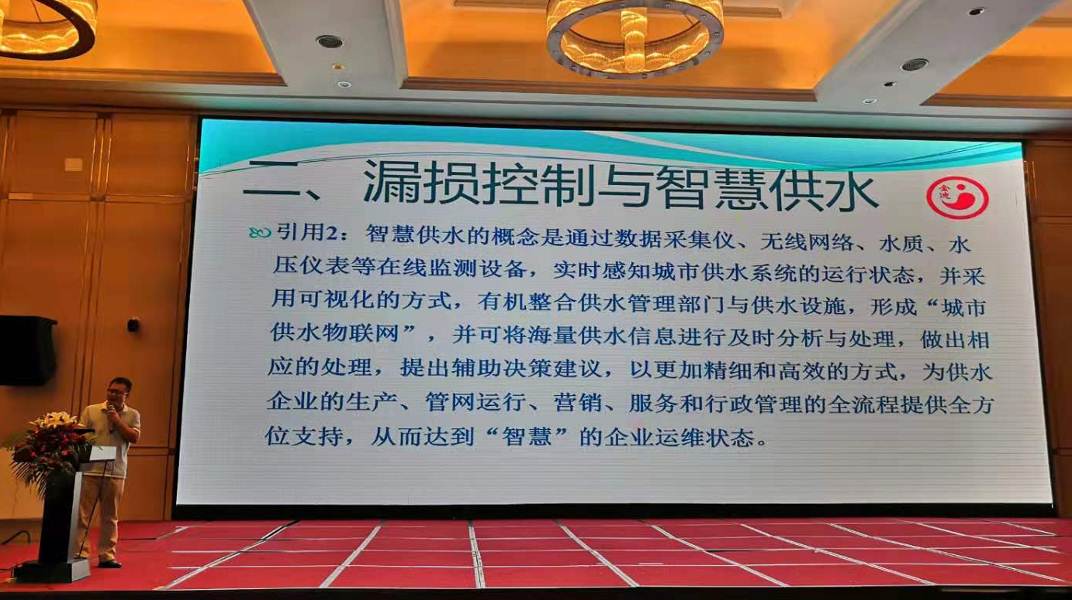 二、漏损控制与智慧供水
金迪
引用2：智慧供水的概念是通过数据采集仪、无线网络、水质、水
压仪表等在线监测设备，实时感知城市供水系统的运行状态，并采
用可视化的方式，有机整合供水管理部门与供水设施，形成“城市
供水物联网”，并可将海量供水信息进行及时分析与处理，做出相
应的处理，提出辅助决策建议，以更加精细和高效的方式，为供水
企业的生产、管网运行、营销、服务和行政管理的全流程提供全方
位支持，从而达到“智慧”的企业运维状态。